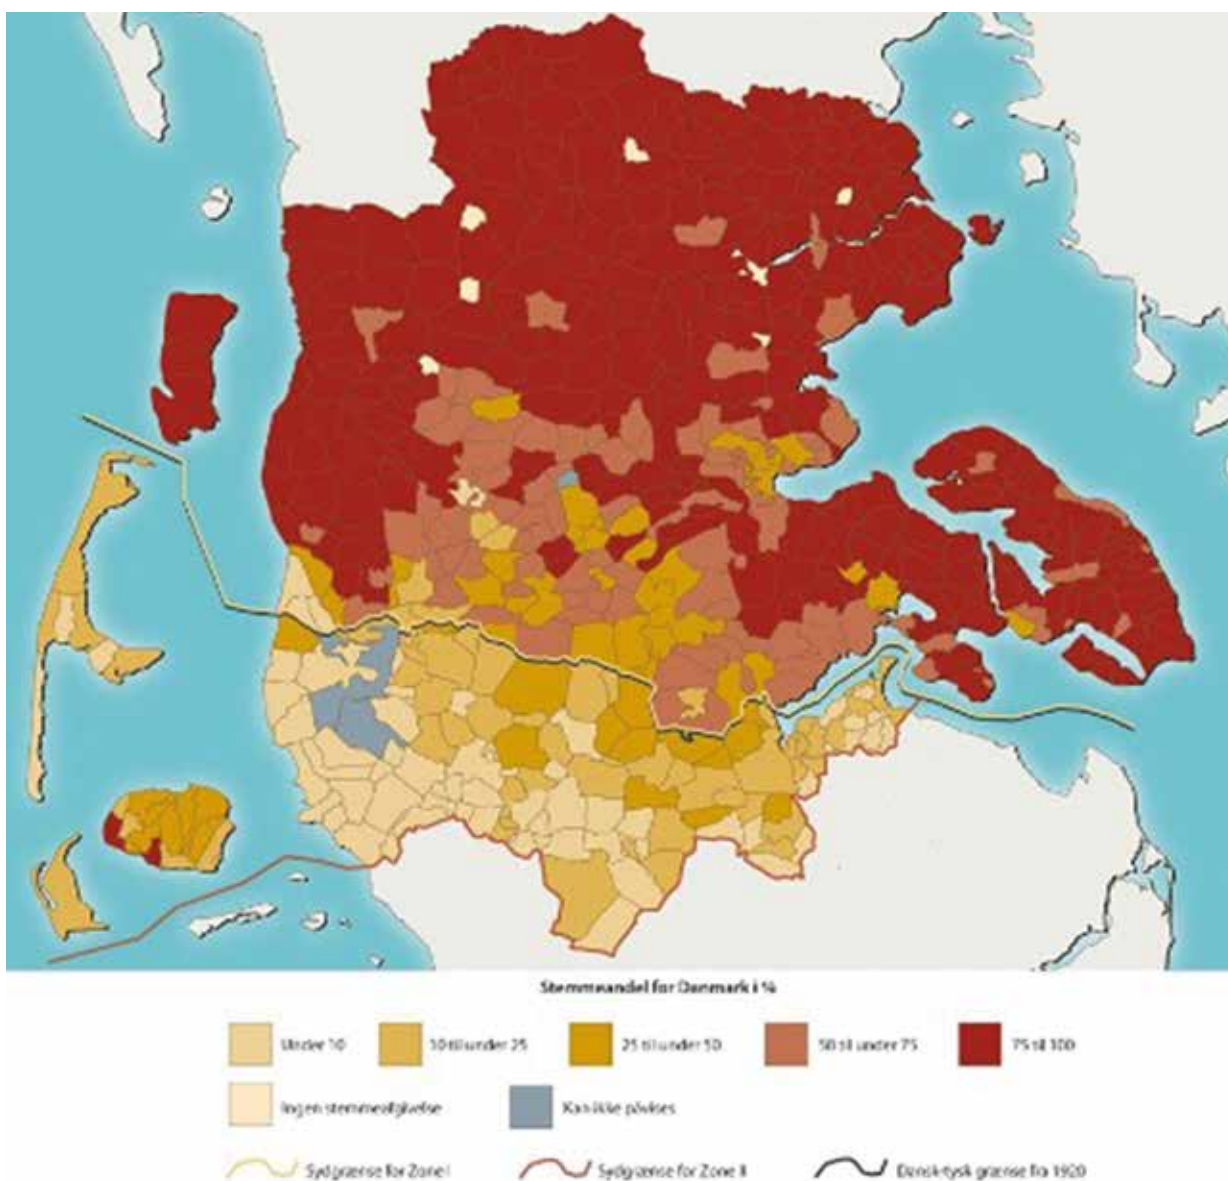 Stemmeandel for Danmark i %
Under 10
10 til under 25
25 til under 50
50 til under 75
75 til 100
Ingen stemmeafgivelse
Kan ikke påvises
Sydgrænse for Zone I
Sydgrænse for Zone II
Dansk-tysk grænse fra 1920